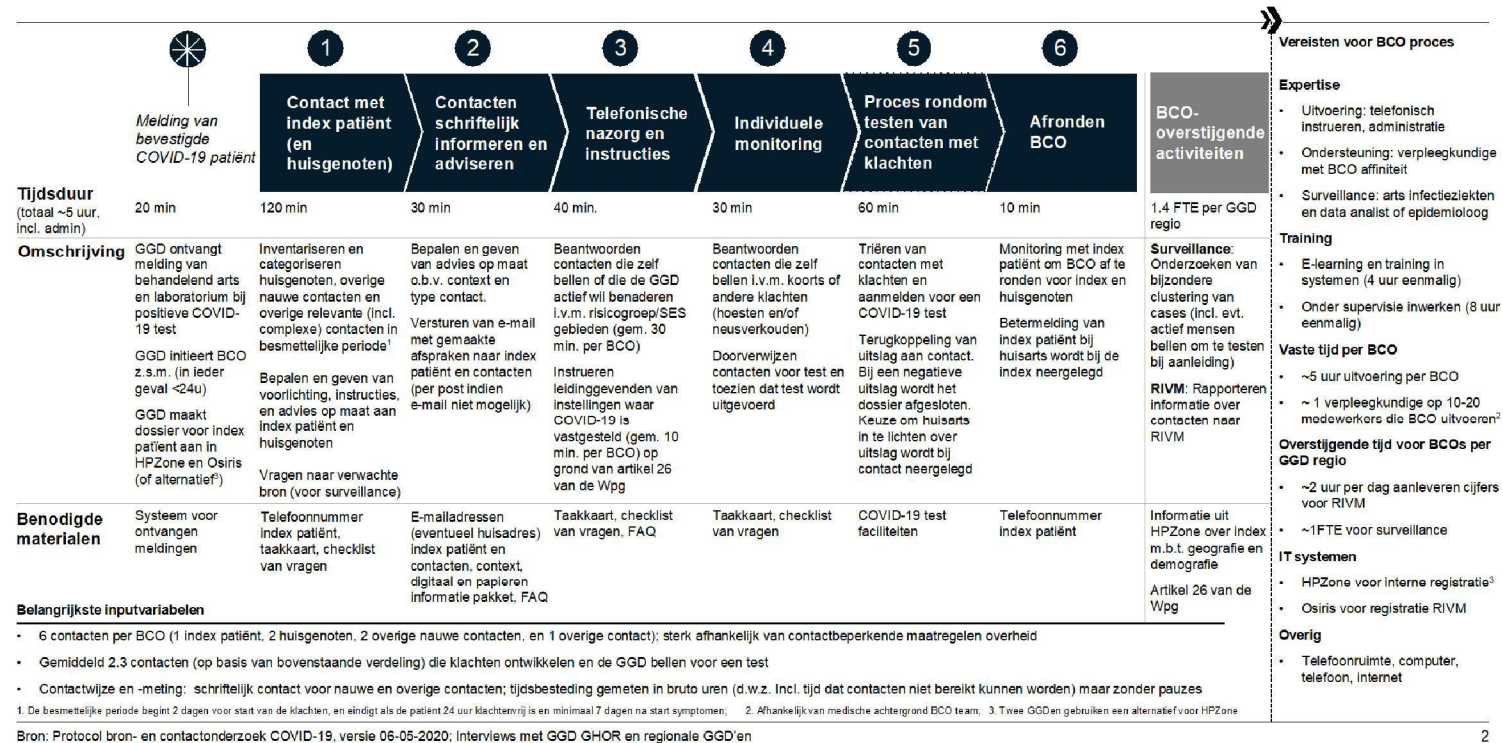 1
2
3
4
5
6
Melding van
bevestigde
COVID-19 patiënt
Contact met
index patiënt
(en
huisgenoten)
Contacten
schriftelijk
informeren en
adviseren
Telefonische
nazorg en
instructies
Individuele
monitoring
Proces rondom
testen van
contacten met
klachten
Afronden
BCO
BCO-
overstijgende
activiteiten
Tijdsduur
(totaal ~5 uur,
incl. admin)
20 min
120 min
30 min
40 min.
30 min
60 min
10 min
1.4 FTE per GGD
regio
Omschrijving
GGD ontvangt
melding van
behandelend arts
en laboratorium bij
positieve COVID-
19 test
GGD initieert BCO
z.s.m. (in ieder
geval <24u)
GGD maakt
dossier voor index
patïent aan in
HPZone en Osiris
(of alternatief³)
Inventariseren en
categoriseren
huisgenoten, overige
nauwe contacten en
overige relevante (incl.
complexe) contacten in
besmettelijke periode¹
Bepalen en geven van
voorlichting, instructies,
en advies op maat aan
index patiënt en
huisgenoten
Vragen naar verwachte
bron (voor surveillance)
Bepalen en geven
van advies op maat
o.b.v. context en
type contact.
Versturen van e-mail
met gemaakte
afspraken naar index
patiënt en contacten
(per post indien
e-mail niet mogelijk)
Beantwoorden
contacten die zelf
bellen of die de GGD
actief wil benaderen
i.v.m. risicogroep/SES
gebieden (gem. 30
min. per BCO)
Instrueren
leidinggevenden van
instellingen waar
COVID-19 is
vastgesteld (gem. 10
min. per BCO) op
grond van artikel 26
van de Wpg
Beantwoorden
contacten die zelf
bellen i.v.m. koorts of
andere klachten
(hoesten en/of
neusverkouden)
Doorverwijzen
contacten voor test en
toezien dat test wordt
uitgevoerd
Triëren van
contacten met
klachten en
aanmelden voor een
COVID-19 test
Terugkoppeling van
uitslag aan contact.
Bij een negatieve
uitslag wordt het
dossier afgesloten.
Keuze om huisarts
in te lichten over
uitslag wordt bij
contact neergelegd
Monitoring met index
patiënt om BCO af te
ronden voor index en
huisgenoten
Betermelding van
index patiënt bij
huisarts wordt bij de
index neergelegd
Surveillance:
Onderzoeken van
bijzondere
clustering van
cases (incl. evt.
actief mensen
bellen om te testen
bij aanleiding)
RIVM: Rapporteren
informatie over
contacten naar
RIVM
Benodigde
materialen
Systeem voor
ontvangen
meldingen
Telefoonnummer
index patiënt,
taakkaart, checklist
van vragen
E-mailadressen
(eventueel huisadres)
index patiënt en
contacten, context,
digitaal en papieren
informatie pakket, FAQ
Taakkaart, checklist
van vragen, FAQ
Taakkaart, checklist
van vragen
COVID-19 test
faciliteiten
Telefoonnummer
index patiënt
Informatie uit
HPZone over index
m.b.t. geografie en
demografie
Artikel 26 van de
Wpg
Belangrijkste inputvariabelen
• 6 contacten per BCO (1 index patiënt, 2 huisgenoten, 2 overige nauwe contacten, en 1 overige contact); sterk afhankelijk van contactbeperkende maatregelen overheid
• Gemiddeld 2.3 contacten (op basis van bovenstaande verdeling) die klachten ontwikkelen en de GGD bellen voor een test
• Contactwijze en -meting: schriftelijk contact voor nauwe en overige contacten; tijdsbesteding gemeten in bruto uren (d.w.z. Incl. tijd dat contacten niet bereikt kunnen worden) maar zonder pauzes
1. De besmettelijke periode begint 2 dagen voor start van de klachten, en eindigt als de patiënt 24 uur klachtenvrij is en minimaal 7 dagen na start symptomen; 2. Afhankelijk van medische achtergrond BCO team; 3. Twee GGDen gebruiken een alternatief voor HPZone
Vereisten voor BCO proces
Expertise
• Uitvoering: telefonisch
instrueren, administratie
• Ondersteuning: verpleegkundige
met BCO affiniteit
• Surveillance: arts infectieziekten
en data analist of epidemioloog
Training
• E-learning en training in
systemen (4 uur eenmalig)
• Onder supervisie inwerken (8 uur
eenmalig)
Vaste tijd per BCO
• ~5 uur uitvoering per BCO
• ~ 1 verpleegkundige op 10-20
medewerkers die BCO uitvoeren²
Overstijgende tijd voor BCOs per
GGD regio
• ~2 uur per dag aanleveren cijfers
voor RIVM
• ~1FTE voor surveillance
IT systemen
• HPZone voor interne registratie³
• Osiris voor registratie RIVM
Overig
• Telefoonruimte, computer,
telefoon, internet
Bron: Protocol bron- en contactonderzoek COVID-19, versie 06-05-2020; Interviews met GGD GHOR en regionale GGD'en
2